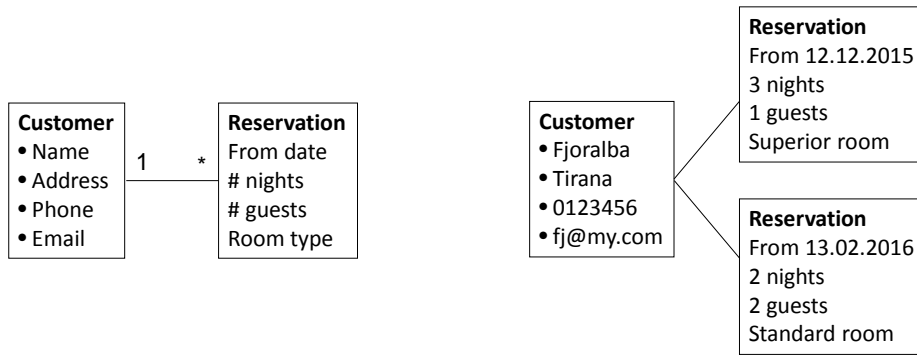 Customer
• Name
• Address
• Phone
• Email
1
*
Reservation
From date
# nights
# guests
Room type
Customer
• Fjoralba
• Tirana
• 0123456
• fj@my.com
Reservation
From 12.12.2015
3 nights
1 guests
Superior room
Reservation
From 13.02.2016
2 nights
2 guests
Standard room